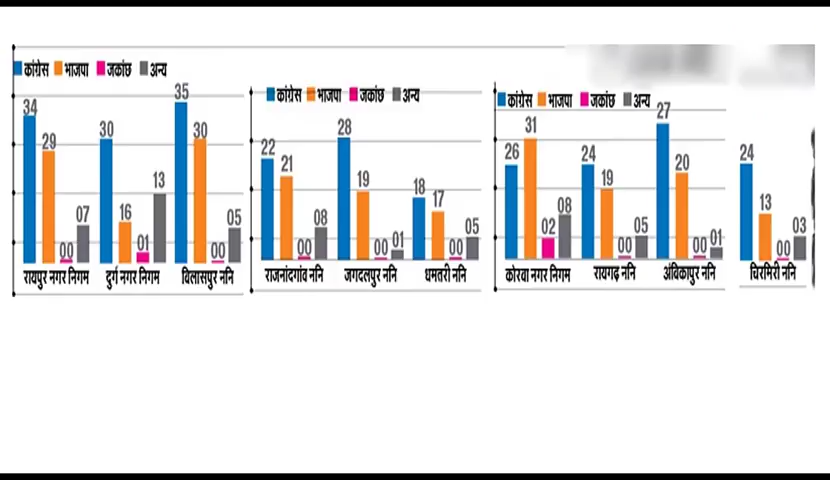 कांग्रेस भाजपा जकांछ अन्य
34 29 00 07
30 16 01 13
35 30 00 05
रायपुर नगर निगम दुर्ग नगर निगम बिलासपुर ननि
कांग्रेस भाजपा जकांछ अन्य
22 21 00 08
28 19 00 01
18 17 00 05
राजनांदगांव ननि जगदलपुर ननि धमतरी ननि
कांग्रेस भाजपा जकांछ अन्य
26 31 02 08
24 19 00 05
27 20 00 01
कोरबा नगर निगम रायगढ़ ननि अंबिकापुर ननि
24 13 00 03
चिरमिरी ननि